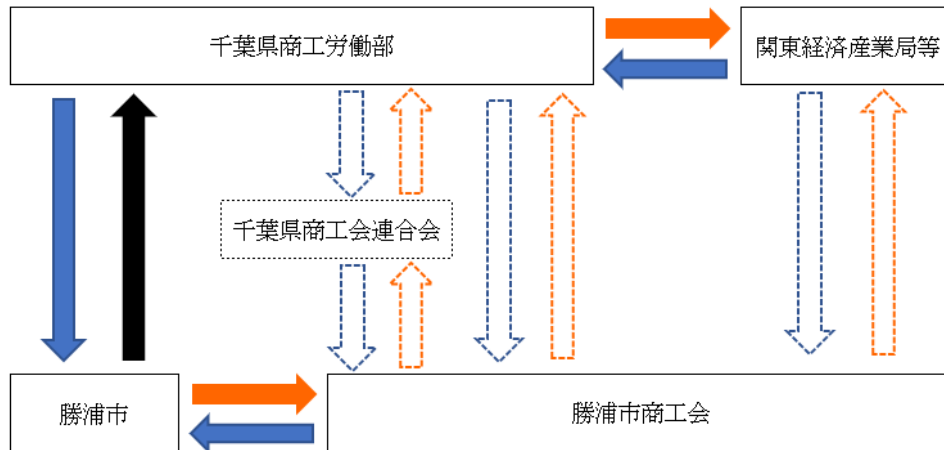 千葉県商工労働部
関東経済産業局等
千葉県商工会連合会
勝浦市
勝浦市商工会